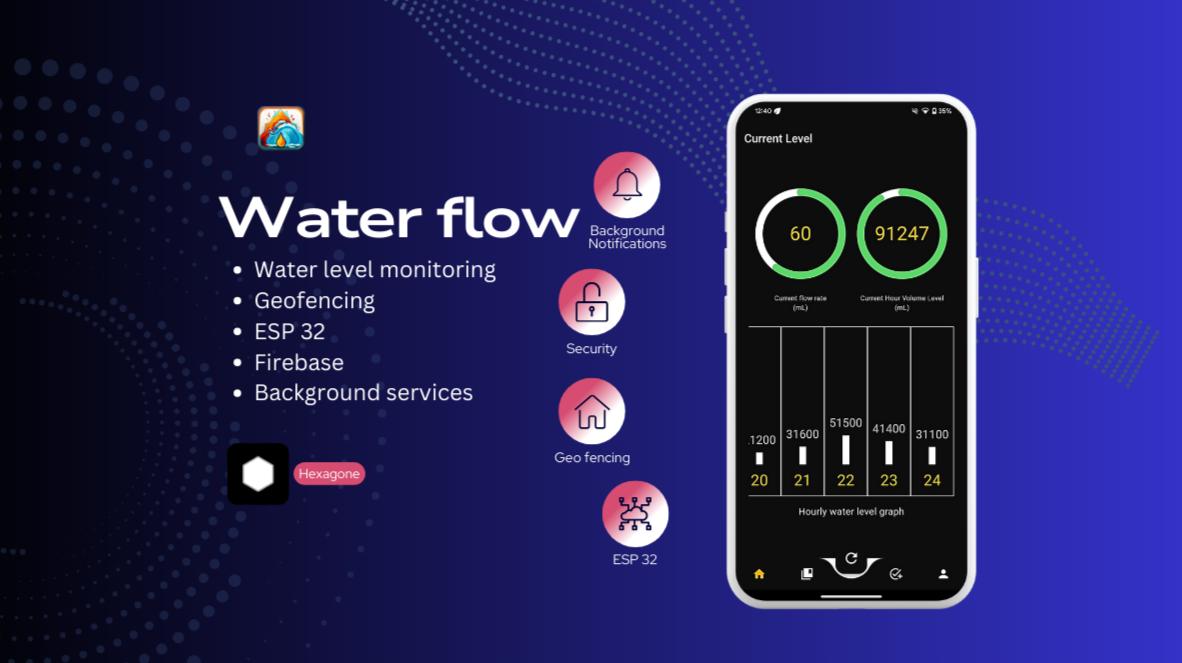 Water flow
• Water level monitoring
• Geofencing
• ESP 32
• Firebase
• Background services
Hexagone
Background
Notifications
Security
Geo fencing
ESP 32
12:40
35%
Current Level
60
91247
Current flow rate
(mL)
Current Hour Volume Level
(mL)
.1200 31600 51500 41400 31100
20 21 22 23 24
Hourly water level graph